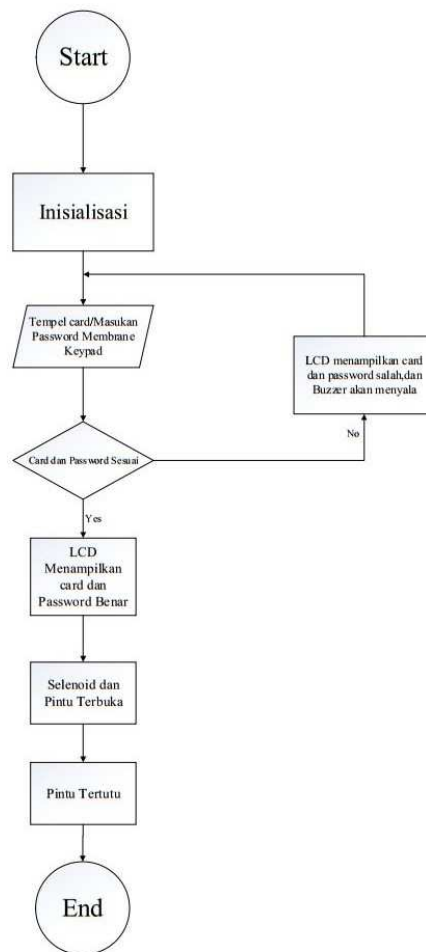 Start
Inisialisasi
Tempel card/Masukan
Password Membrane
Keypad
LCD menampilkan card
dan password salah,dan
Buzzer akan menyala
No
Card dan Password Sesuai
Yes
LCD
Menampilkan
card dan
Password Benar
Selenoid dan
Pintu Terbuka
Pintu Tertutu
End